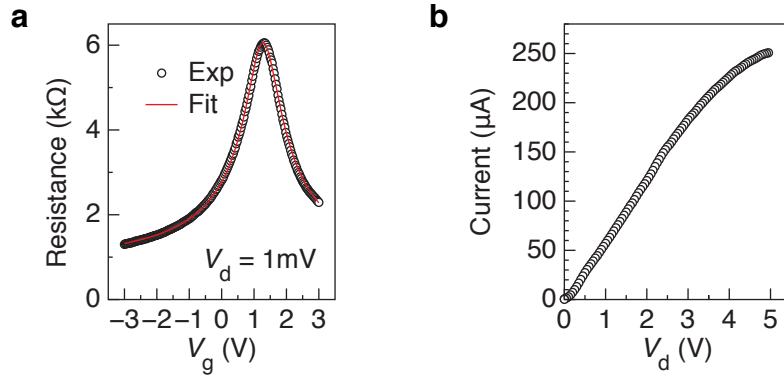 a
Resistance (kΩ)
6
4
2
0
Exp
Fit
V_d = 1mV
−3 −2 −1 0 1 2 3
V_g (V)
b
Current (μA)
250
200
150
100
50
0
0 1 2 3 4 5
V_d (V)